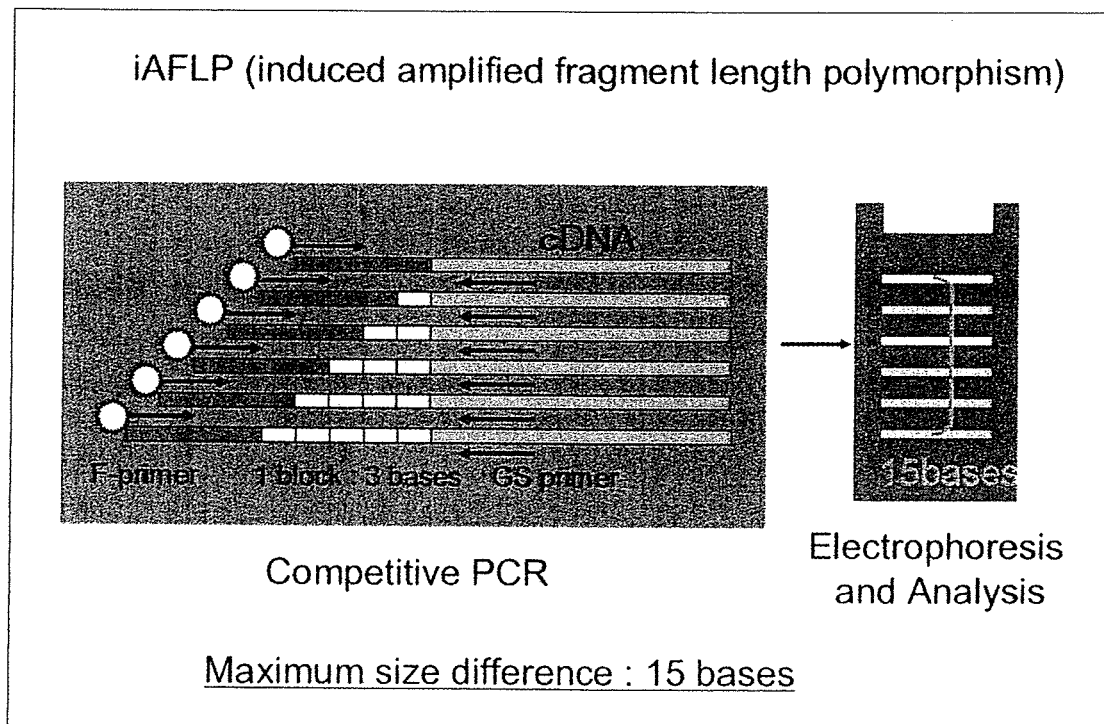 iAFLP (induced amplified fragment length polymorphism)
cDNA
F-primer 1 block : 3 bases GS primer
15bases
Competitive PCR
Electrophoresis
and Analysis
Maximum size difference : 15 bases